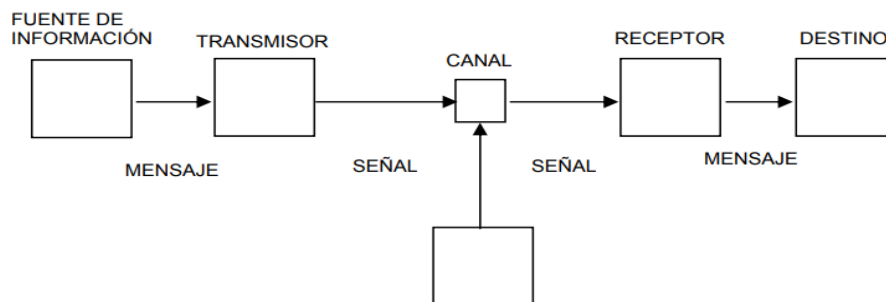 FUENTE DE
INFORMACIÓN
TRANSMISOR
CANAL
RECEPTOR
DESTINO
MENSAJE
SEÑAL
SEÑAL
MENSAJE